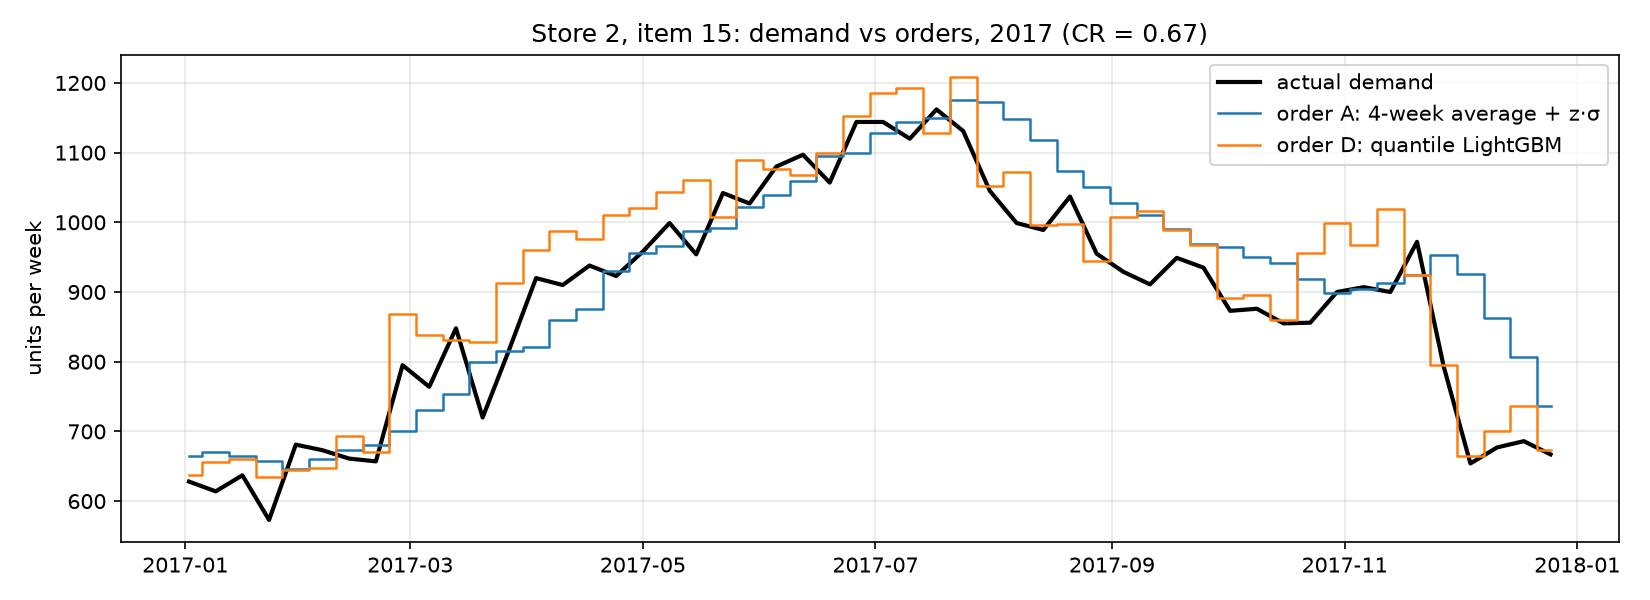 Store 2, item 15: demand vs orders, 2017 (CR = 0.67)
units per week
1200
1100
1000
900
800
700
600
actual demand
order A: 4-week average + z·σ
order D: quantile LightGBM
2017-01
2017-03
2017-05
2017-07
2017-09
2017-11
2018-01